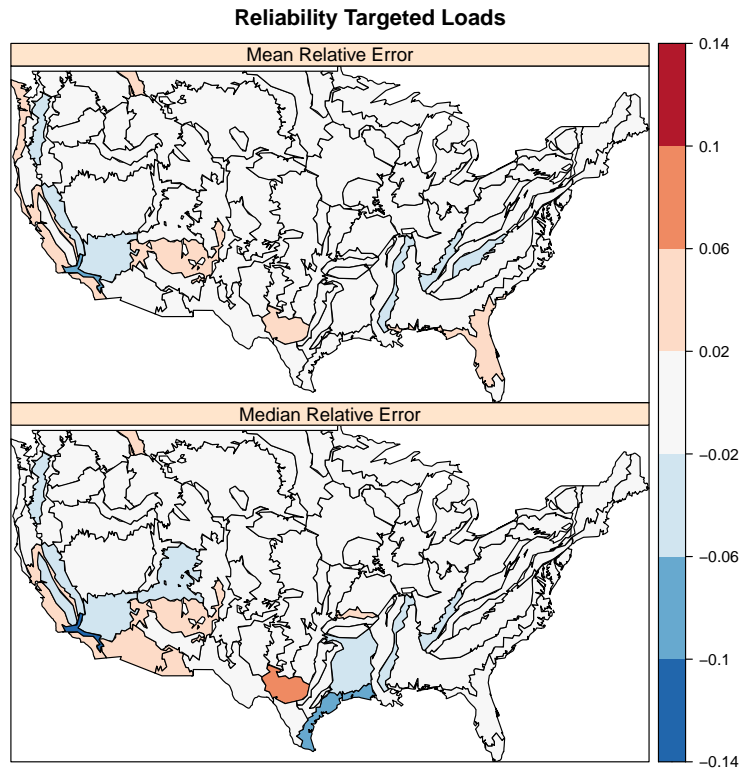 Reliability Targeted Loads
Mean Relative Error
Median Relative Error
0.14
0.1
0.06
0.02
−0.02
−0.06
−0.1
−0.14